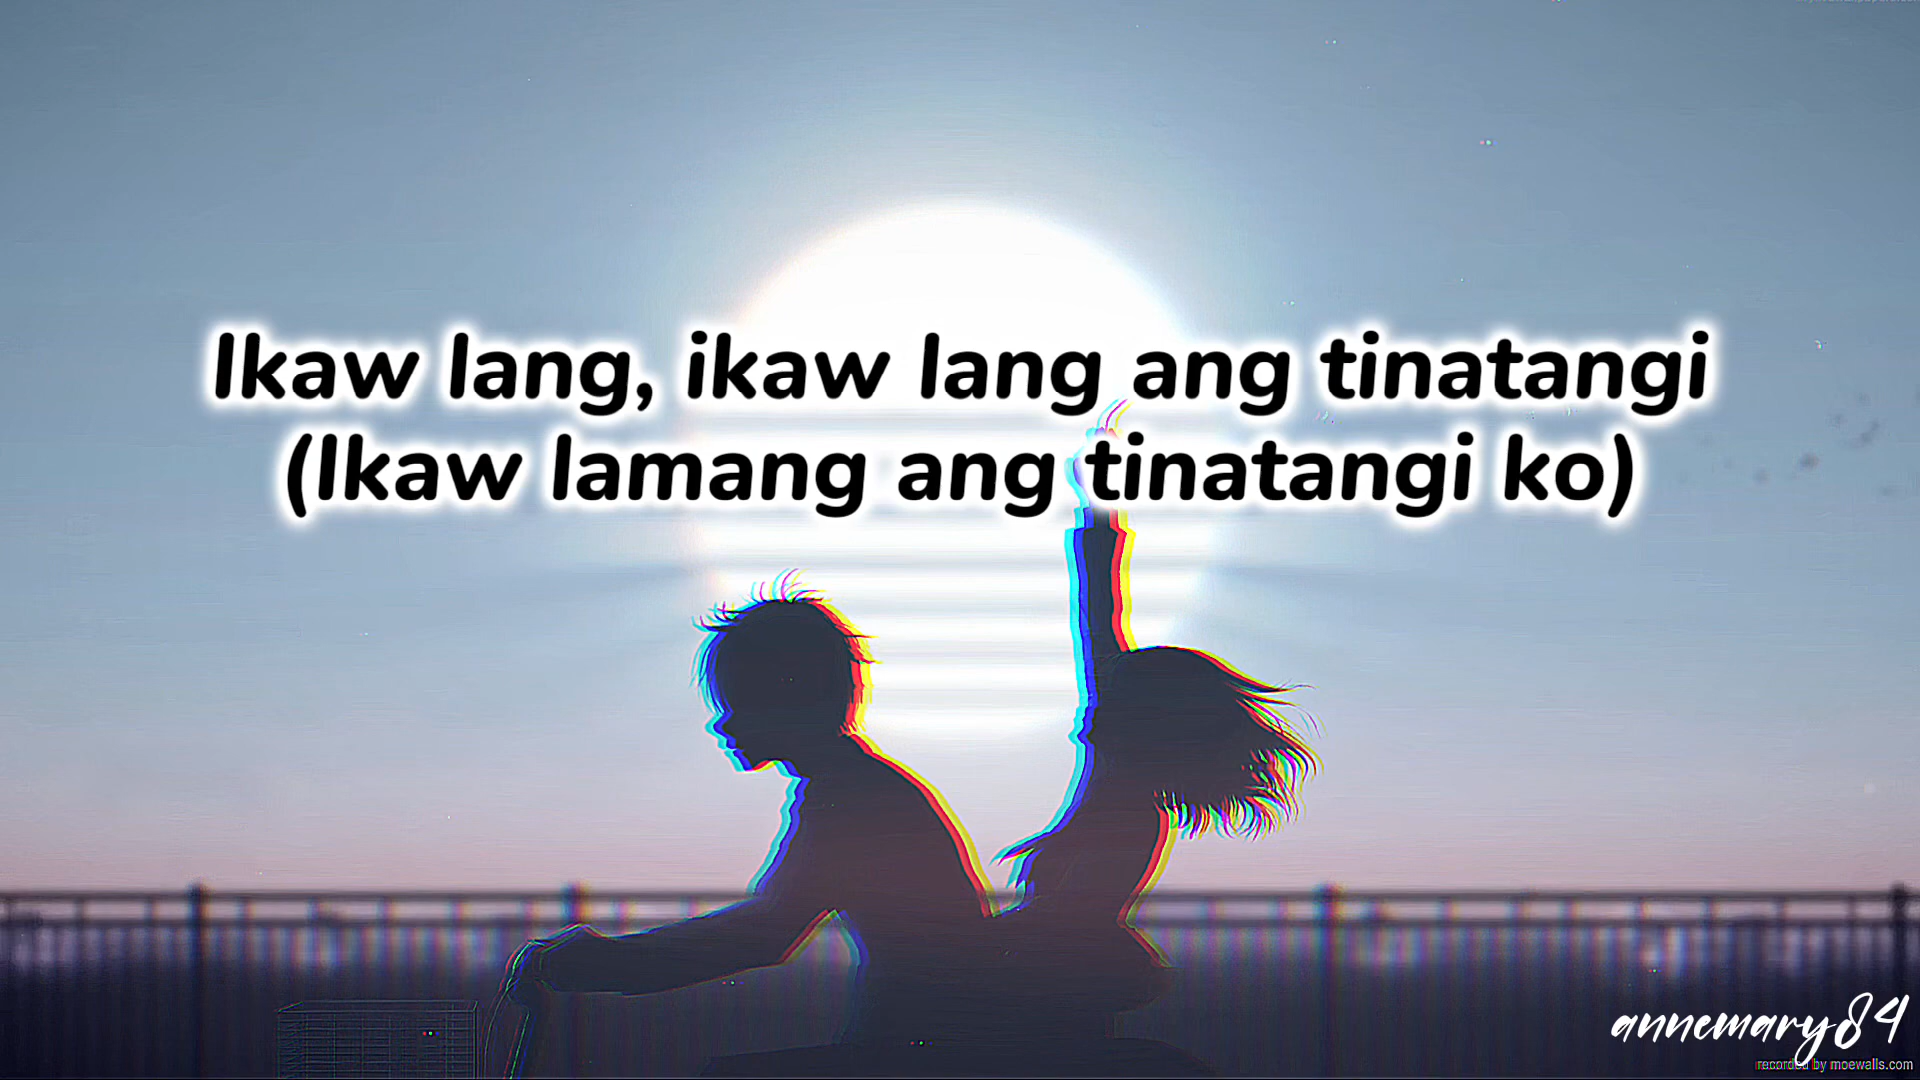 Ikaw lang, ikaw lang ang tinatangi
(Ikaw lamang ang tinatangi ko)
annemary84
recorded by moewalls.com